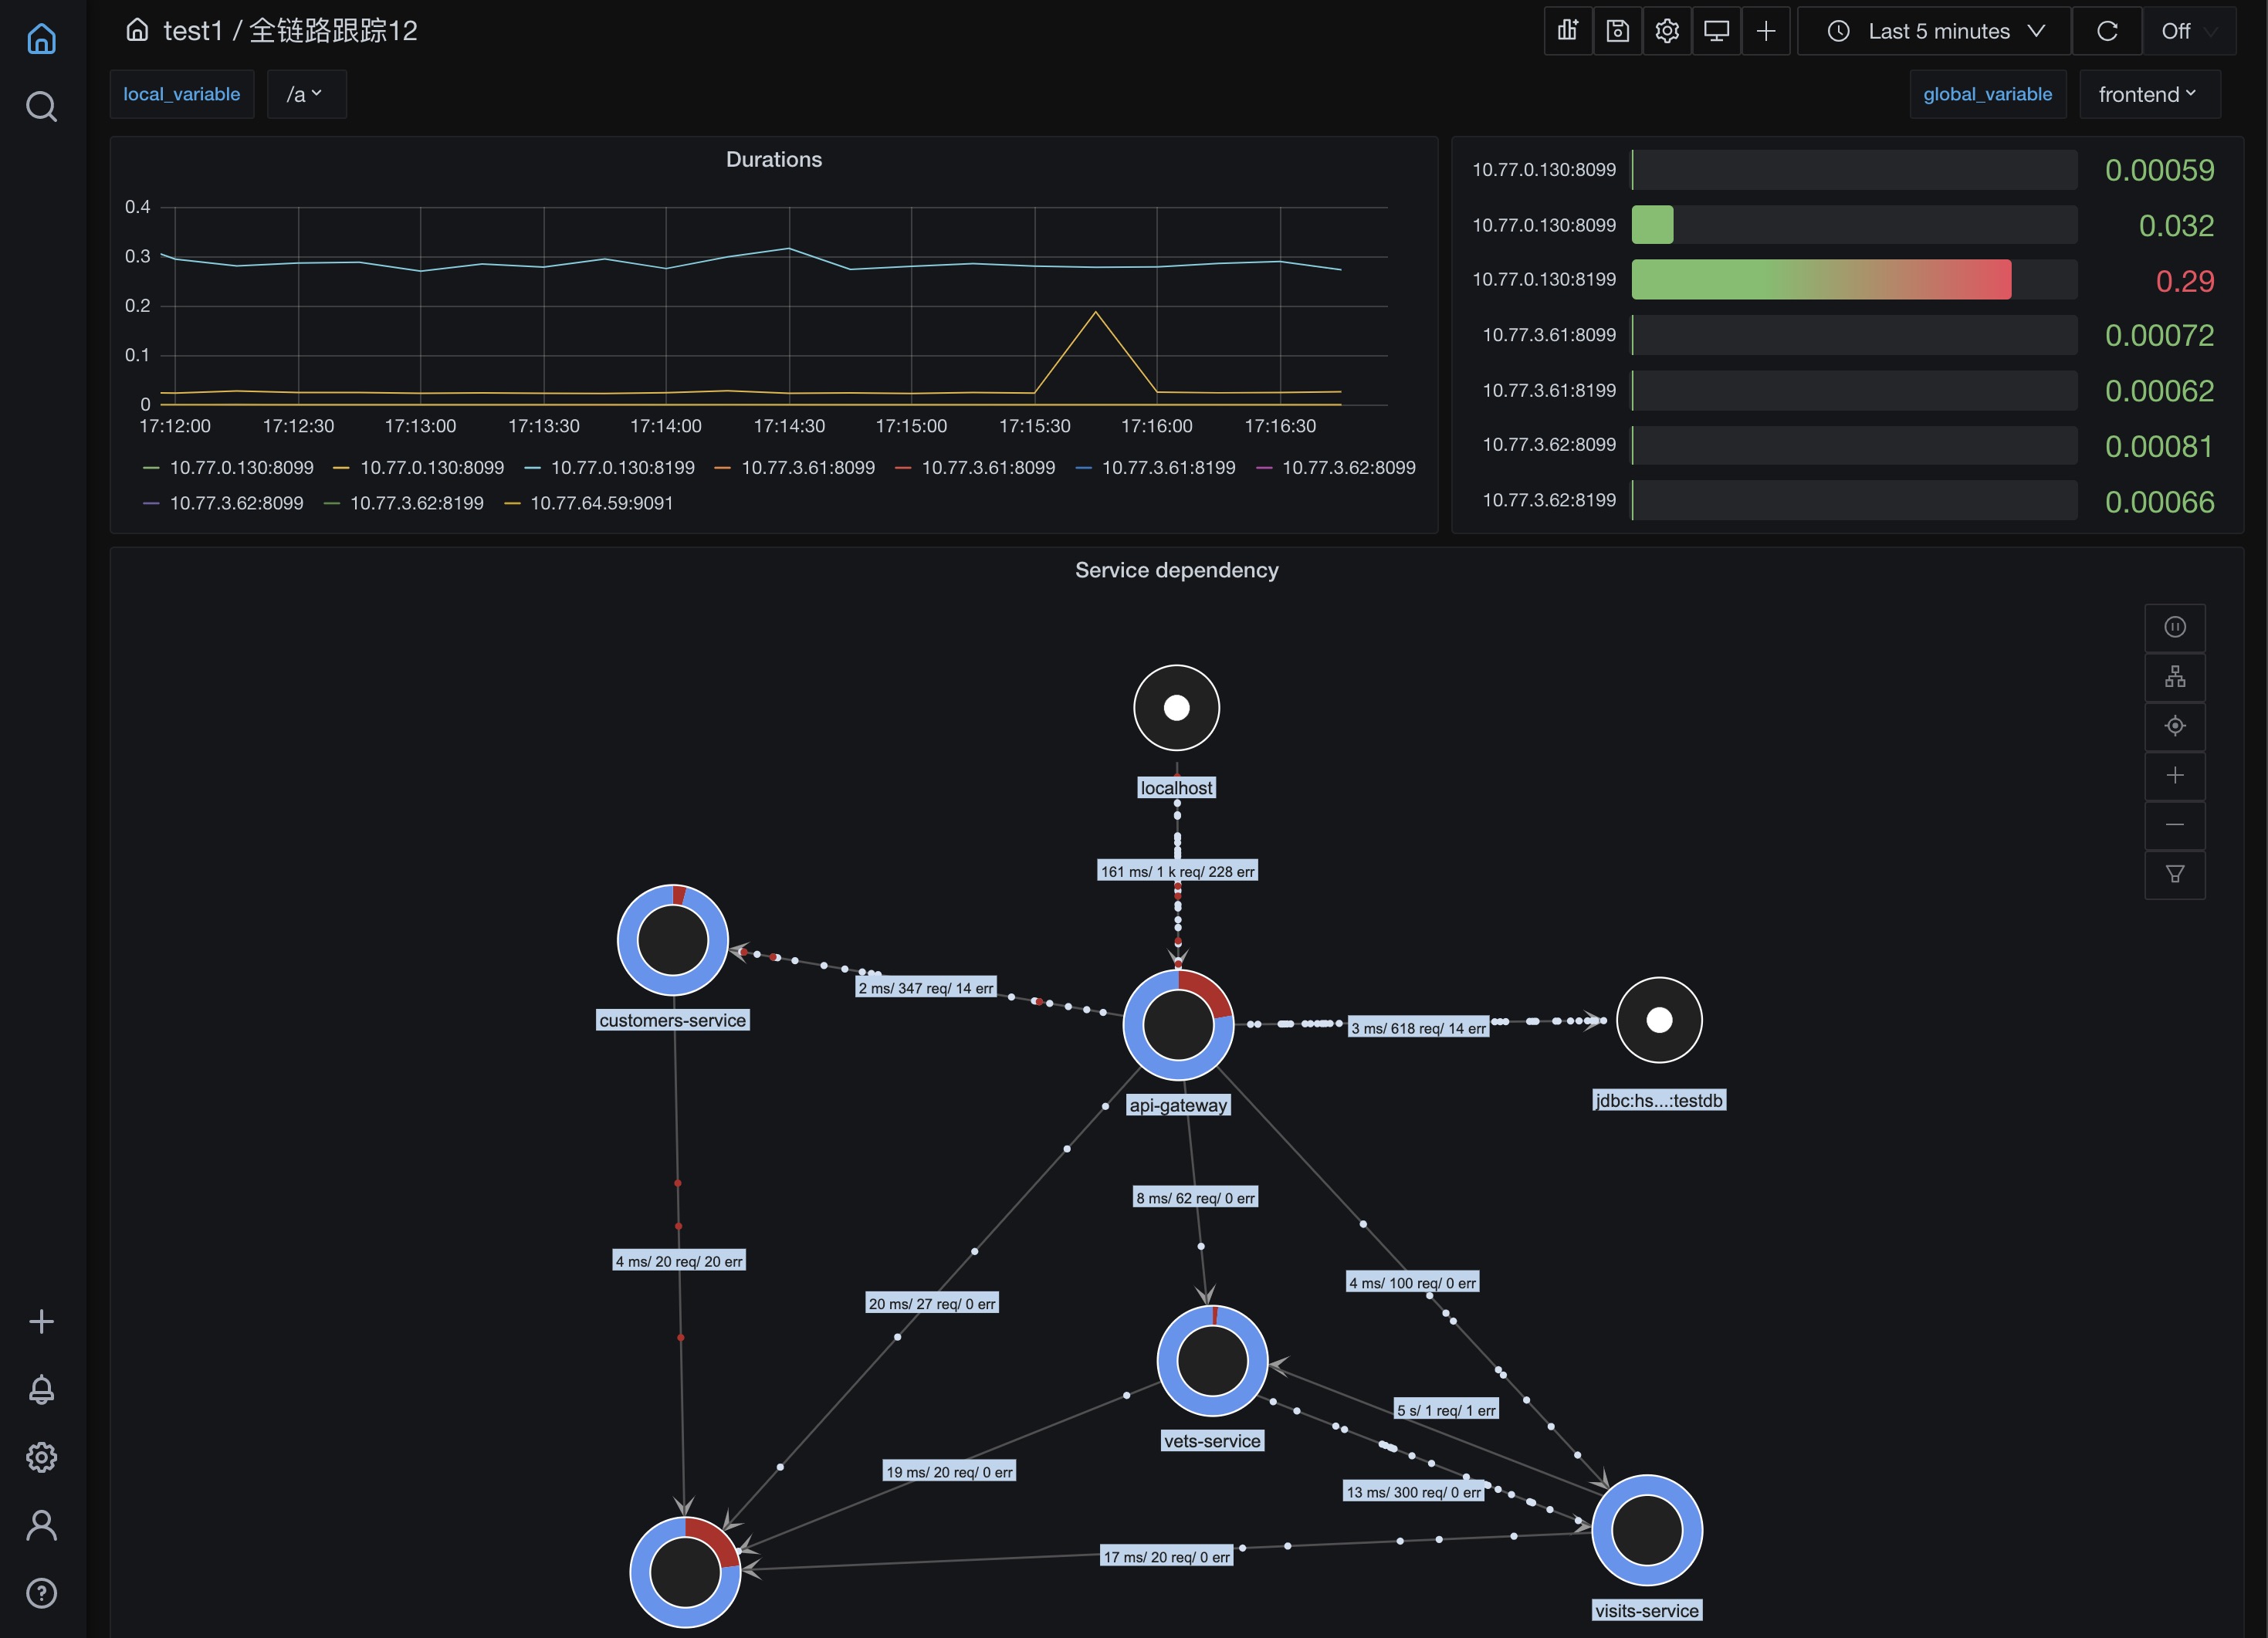 test1 / 全链路跟踪12
Last 5 minutes
Off
local_variable
/a
global_variable
frontend
Durations
0.4
0.3
0.2
0.1
0
17:12:00 17:12:30 17:13:00 17:13:30 17:14:00 17:14:30 17:15:00 17:15:30 17:16:00 17:16:30
10.77.0.130:8099 10.77.0.130:8099 10.77.0.130:8199 10.77.3.61:8099 10.77.3.61:8099 10.77.3.61:8199 10.77.3.62:8099
10.77.3.62:8099 10.77.3.62:8199 10.77.64.59:9091
10.77.0.130:8099 0.00059
10.77.0.130:8099 0.032
10.77.0.130:8199 0.29
10.77.3.61:8099 0.00072
10.77.3.61:8199 0.00062
10.77.3.62:8099 0.00081
10.77.3.62:8199 0.00066
Service dependency
localhost
161 ms/ 1 k req/ 228 err
2 ms/ 347 req/ 14 err
customers-service
3 ms/ 618 req/ 14 err
api-gateway
jdbc:hs...:testdb
8 ms/ 62 req/ 0 err
4 ms/ 20 req/ 20 err
4 ms/ 100 req/ 0 err
20 ms/ 27 req/ 0 err
5 s/ 1 req/ 1 err
vets-service
19 ms/ 20 req/ 0 err
13 ms/ 300 req/ 0 err
17 ms/ 20 req/ 0 err
visits-service